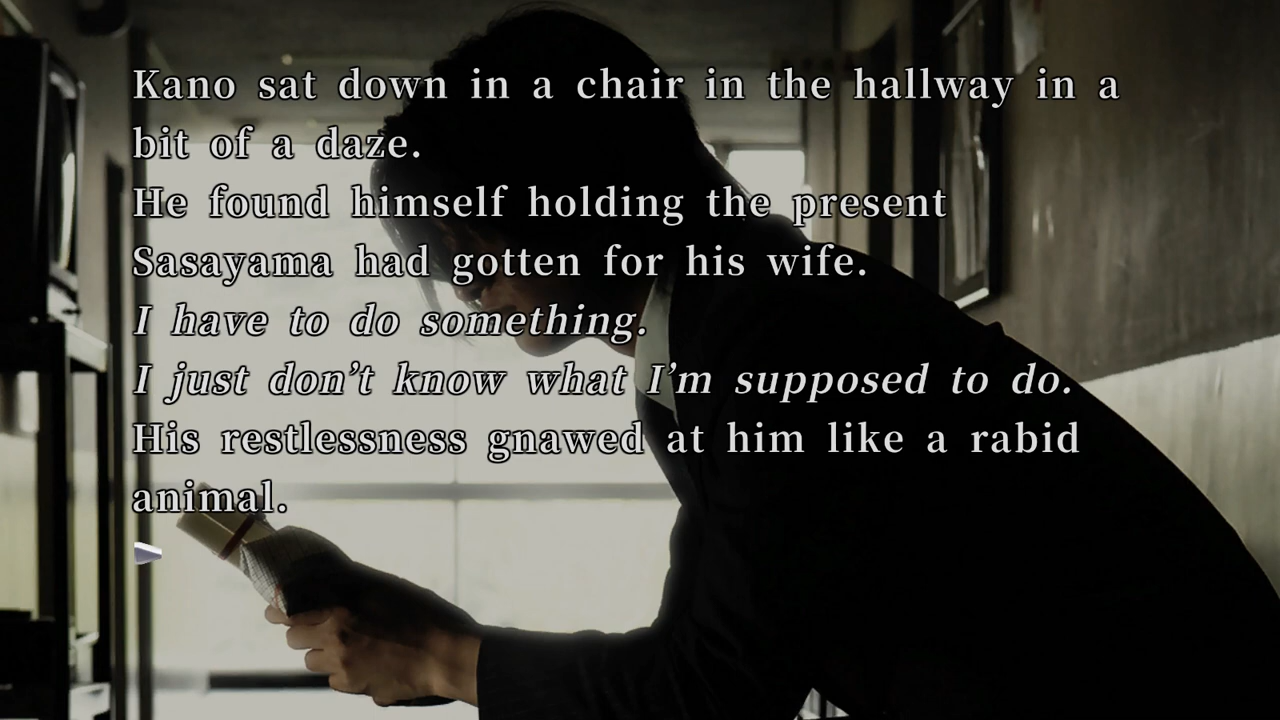 Kano sat down in a chair in the hallway in a
bit of a daze.
He found himself holding the present
Sasayama had gotten for his wife.
I have to do something.
I just don’t know what I’m supposed to do.
His restlessness gnawed at him like a rabid
animal.